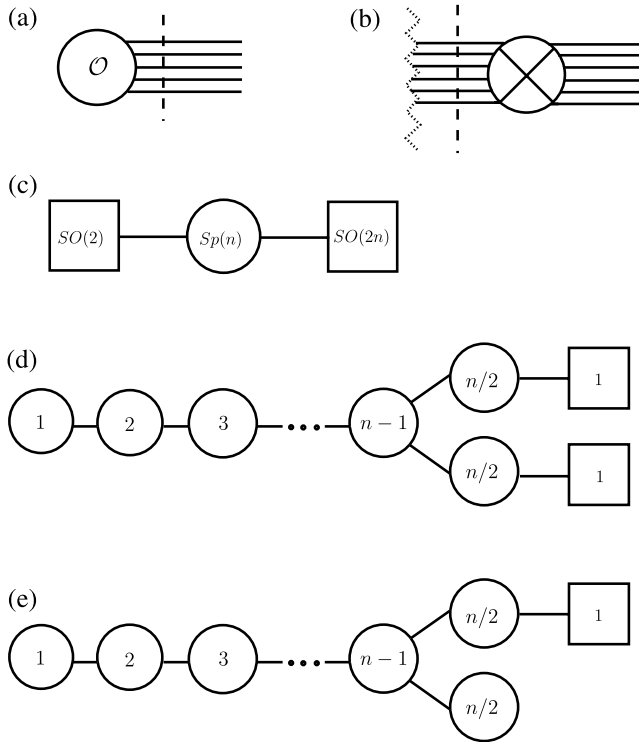 (a)
(b)
𝒪
(c)
SO(2) Sp(n) SO(2n)
(d)
n/2 1
1 2 3 ... n − 1
n/2 1
(e)
n/2 1
1 2 3 ... n − 1
n/2